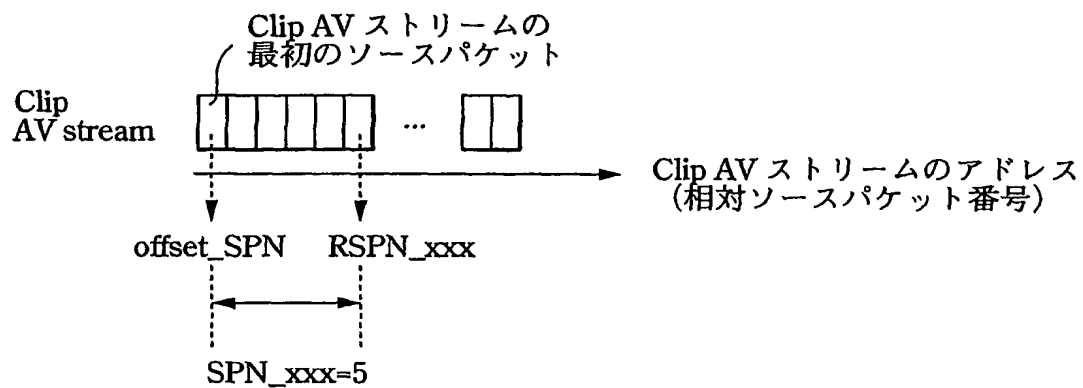 Clip AV ストリームの
最初のソースパケット
Clip
AV stream
...
Clip AV ストリームのアドレス
(相対ソースパケット番号)
offset_SPN
RSPN_xxx
SPN_xxx=5